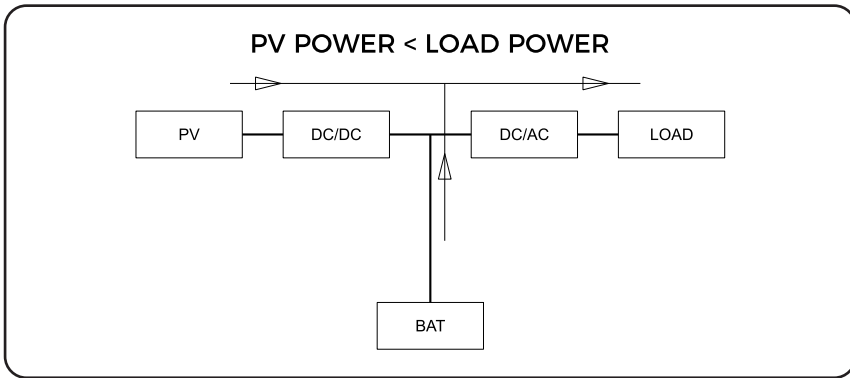 PV POWER < LOAD POWER
PV
DC/DC
DC/AC
LOAD
BAT